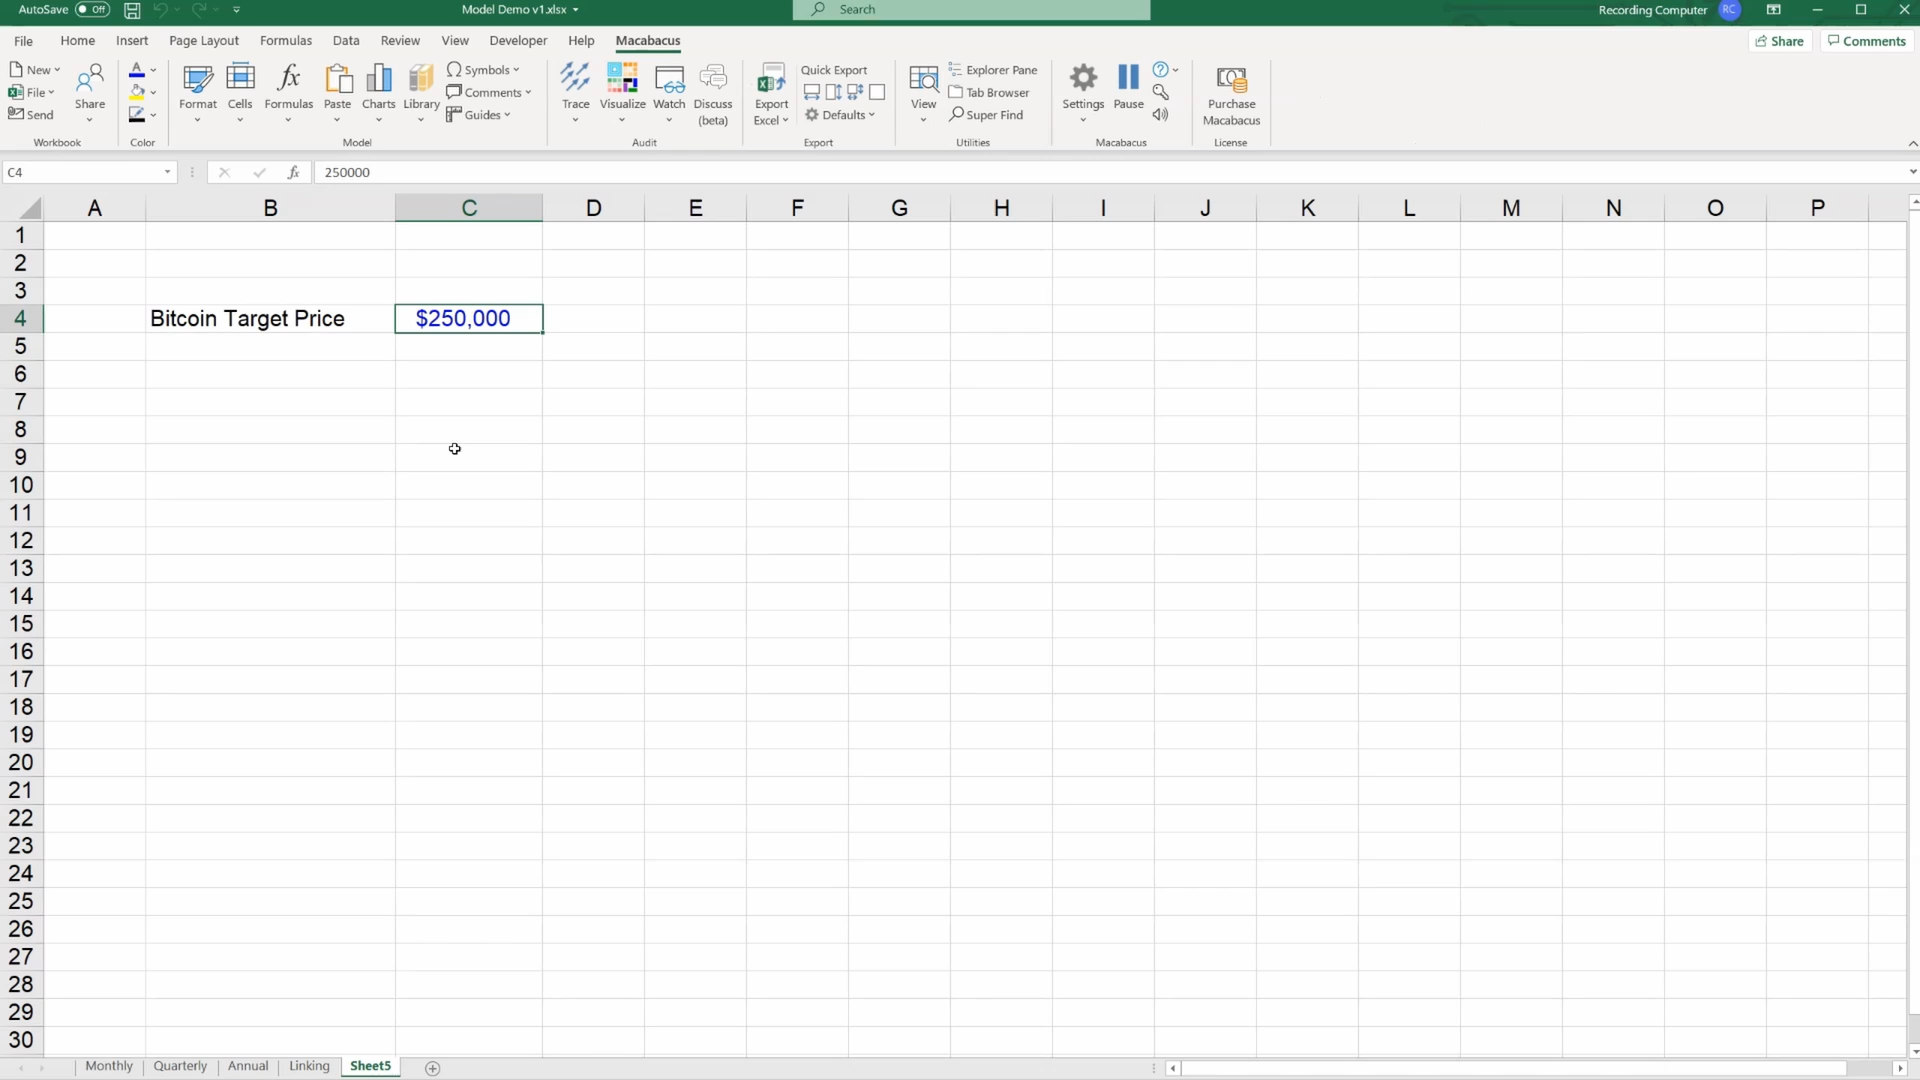 AutoSave Off Model Demo v1.xlsx Search Recording Computer RC
File Home Insert Page Layout Formulas Data Review View Developer Help Macabacus Share Comments
New
File
Send
Share
Workbook
A
Color
Format
Cells
fx
Formulas
Paste
Charts
Library
Symbols
Comments
Guides
Model
Trace
Visualize
Watch
Discuss
(beta)
Audit
Export
Excel
Quick Export
Defaults
Export
View
Explorer Pane
Tab Browser
Super Find
Utilities
Settings
Pause
Macabacus
Purchase
Macabacus
License
C4 fx 250000
A B C D E F G H I J K L M N O P
1
2
3
4 Bitcoin Target Price $250,000
5
6
7
8
9
10
11
12
13
14
15
16
17
18
19
20
21
22
23
24
25
26
27
28
29
30
Monthly Quarterly Annual Linking Sheet5